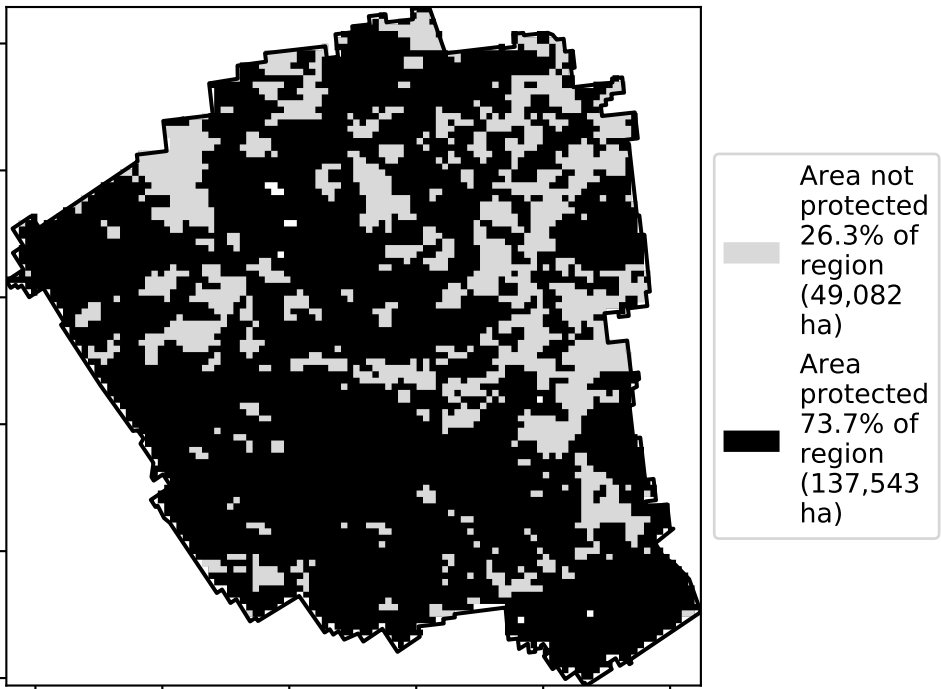 Area not
protected
26.3% of
region
(49,082
ha)
Area
protected
73.7% of
region
(137,543
ha)